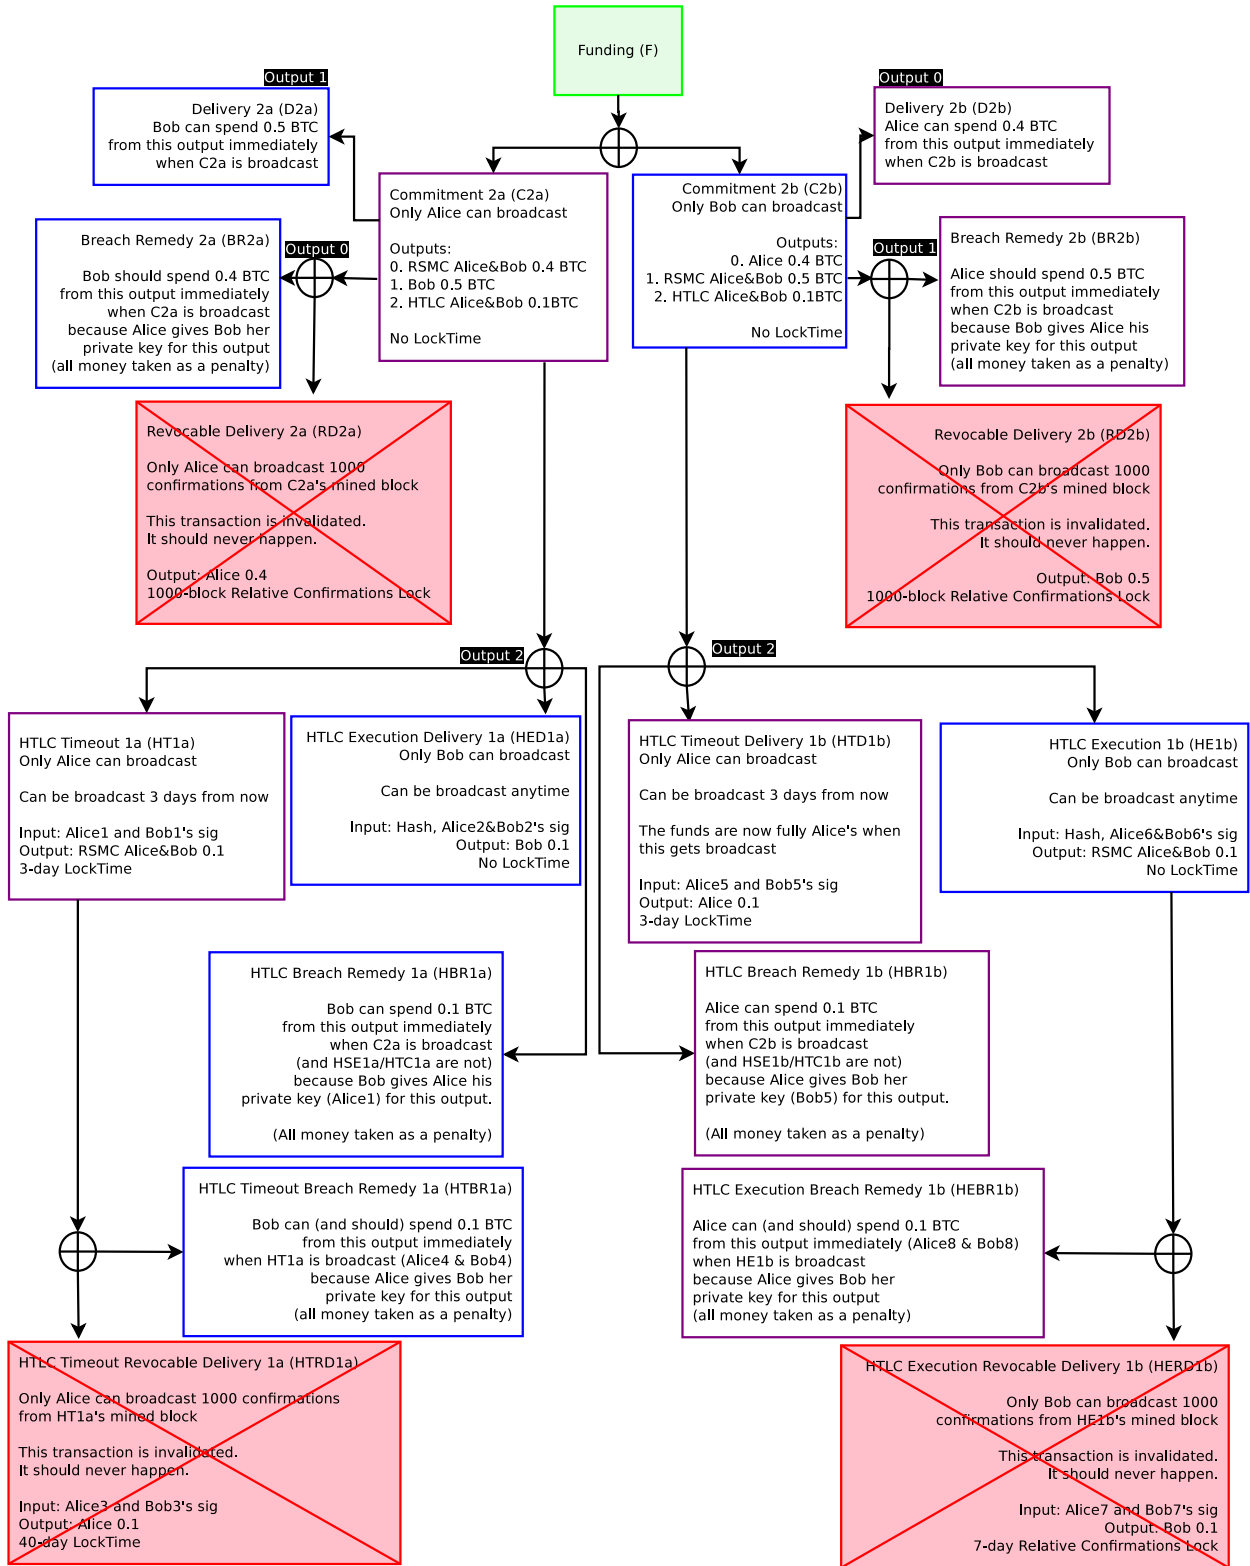 Funding (F)
Output 1
Delivery 2a (D2a)
Bob can spend 0.5 BTC
from this output immediately
when C2a is broadcast
Output 0
Delivery 2b (D2b)
Alice can spend 0.4 BTC
from this output immediately
when C2b is broadcast
Commitment 2a (C2a)
Only Alice can broadcast
Outputs:
0. RSMC Alice&Bob 0.4 BTC
1. Bob 0.5 BTC
2. HTLC Alice&Bob 0.1BTC
No LockTime
Commitment 2b (C2b)
Only Bob can broadcast
Outputs:
0. Alice 0.4 BTC
1. RSMC Alice&Bob 0.5 BTC
2. HTLC Alice&Bob 0.1BTC
No LockTime
Output 0
Breach Remedy 2a (BR2a)
Bob should spend 0.4 BTC
from this output immediately
when C2a is broadcast
because Alice gives Bob her
private key for this output
(all money taken as a penalty)
Output 1
Breach Remedy 2b (BR2b)
Alice should spend 0.5 BTC
from this output immediately
when C2b is broadcast
because Bob gives Alice his
private key for this output
(all money taken as a penalty)
Revocable Delivery 2a (RD2a)
Only Alice can broadcast 1000
confirmations from C2a's mined block
This transaction is invalidated.
It should never happen.
Output: Alice 0.4
1000-block Relative Confirmations Lock
Revocable Delivery 2b (RD2b)
Only Bob can broadcast 1000
confirmations from C2b's mined block
This transaction is invalidated.
It should never happen.
Output: Bob 0.5
1000-block Relative Confirmations Lock
Output 2
Output 2
HTLC Timeout 1a (HT1a)
Only Alice can broadcast
Can be broadcast 3 days from now
Input: Alice1 and Bob1's sig
Output: RSMC Alice&Bob 0.1
3-day LockTime
HTLC Execution Delivery 1a (HED1a)
Only Bob can broadcast
Can be broadcast anytime
Input: Hash, Alice2&Bob2's sig
Output: Bob 0.1
No LockTime
HTLC Timeout Delivery 1b (HTD1b)
Only Alice can broadcast
Can be broadcast 3 days from now
The funds are now fully Alice's when
this gets broadcast
Input: Alice5 and Bob5's sig
Output: Alice 0.1
3-day LockTime
HTLC Execution 1b (HE1b)
Only Bob can broadcast
Can be broadcast anytime
Input: Hash, Alice6&Bob6's sig
Output: RSMC Alice&Bob 0.1
No LockTime
HTLC Breach Remedy 1a (HBR1a)
Bob can spend 0.1 BTC
from this output immediately
when C2a is broadcast
(and HSE1a/HTC1a are not)
because Bob gives Alice his
private key (Alice1) for this output.
(All money taken as a penalty)
HTLC Breach Remedy 1b (HBR1b)
Alice can spend 0.1 BTC
from this output immediately
when C2b is broadcast
(and HSE1b/HTC1b are not)
because Alice gives Bob her
private key (Bob5) for this output.
(All money taken as a penalty)
HTLC Timeout Breach Remedy 1a (HTBR1a)
Bob can (and should) spend 0.1 BTC
from this output immediately
when HT1a is broadcast (Alice4 & Bob4)
because Alice gives Bob her
private key for this output
(all money taken as a penalty)
HTLC Execution Breach Remedy 1b (HEBR1b)
Alice can (and should) spend 0.1 BTC
from this output immediately (Alice8 & Bob8)
when HE1b is broadcast
because Alice gives Bob her
private key for this output
(all money taken as a penalty)
HTLC Timeout Revocable Delivery 1a (HTRD1a)
Only Alice can broadcast 1000 confirmations
from HT1a's mined block
This transaction is invalidated.
It should never happen.
Input: Alice3 and Bob3's sig
Output: Alice 0.1
40-day LockTime
HTLC Execution Revocable Delivery 1b (HERD1b)
Only Bob can broadcast 1000
confirmations from HE1b's mined block
This transaction is invalidated.
It should never happen.
Input: Alice7 and Bob7's sig
Output: Bob 0.1
7-day Relative Confirmations Lock